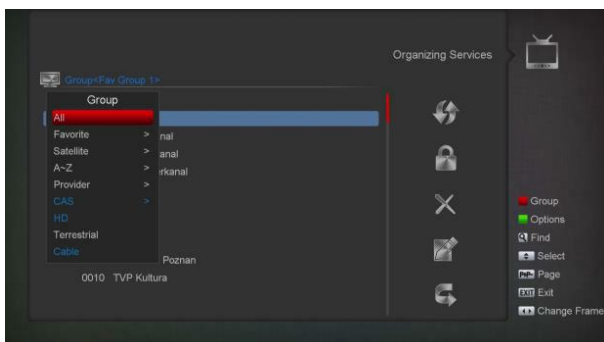 Organizing Services
Group<Fav Group 1>
Group
All
Favorite >
nal
Satellite >
anal
A~Z >
rkanal
Provider >
CAS >
HD
Terrestrial
Cable
Poznan
0010 TVP Kultura
Group
Options
Find
Select
Page
EXIT Exit
Change Frame